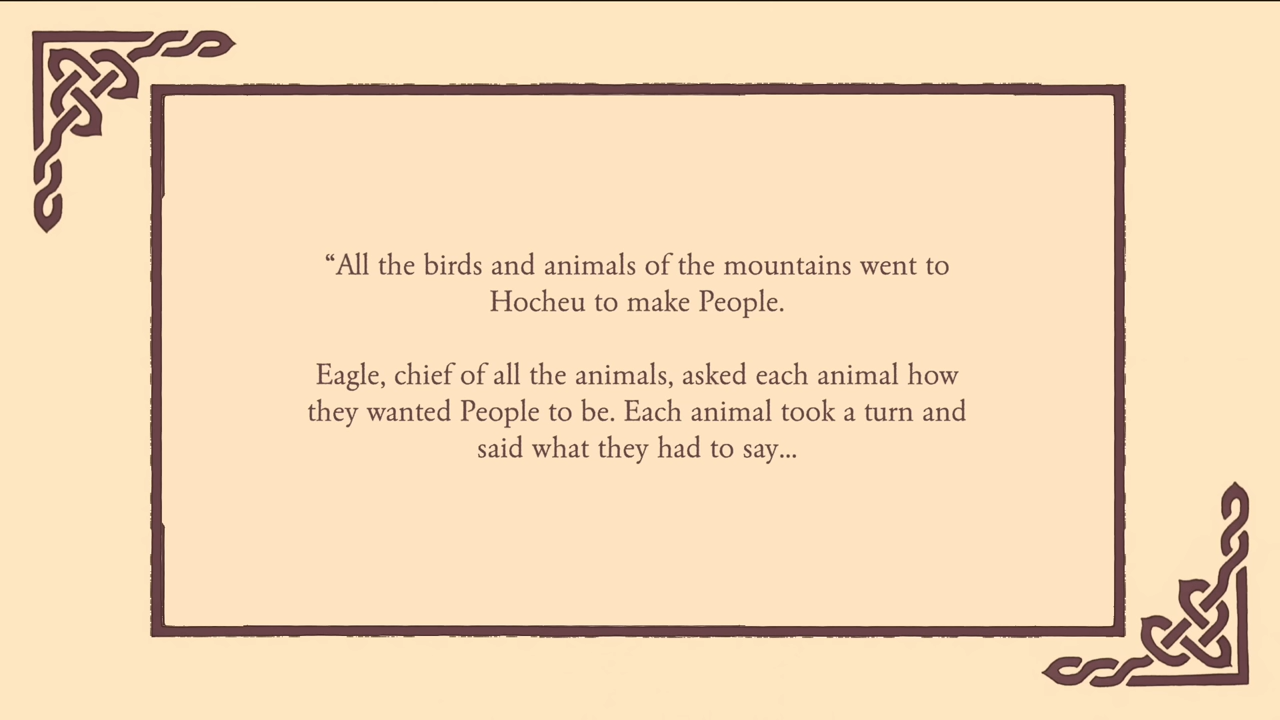 “All the birds and animals of the mountains went to
Hocheu to make People.
Eagle, chief of all the animals, asked each animal how
they wanted People to be. Each animal took a turn and
said what they had to say...